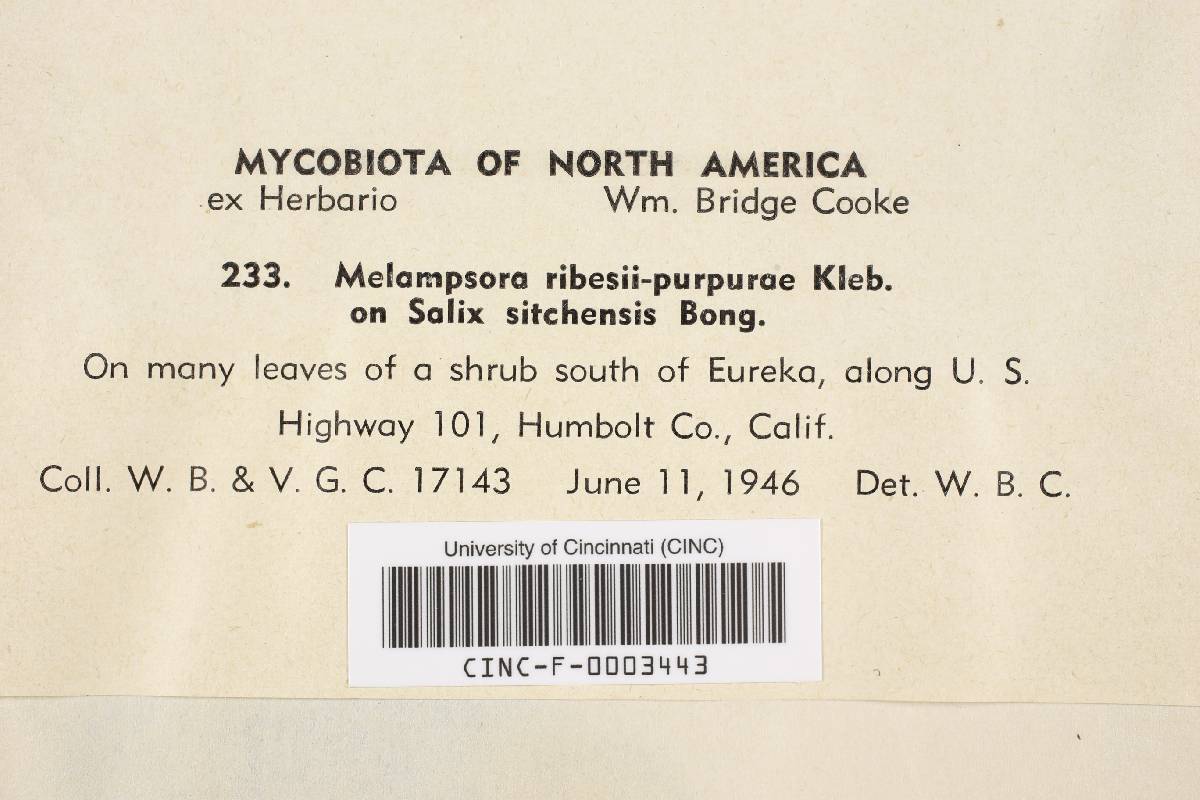 MYCOBIOTA OF NORTH AMERICA
ex Herbario Wm. Bridge Cooke
233. Melampsora ribesii-purpurae Kleb.
on Salix sitchensis Bong.
On many leaves of a shrub south of Eureka, along U. S.
Highway 101, Humbolt Co., Calif.
Coll. W. B. & V. G. C. 17143 June 11, 1946 Det. W. B. C.
University of Cincinnati (CINC)
CINC-F-0003443